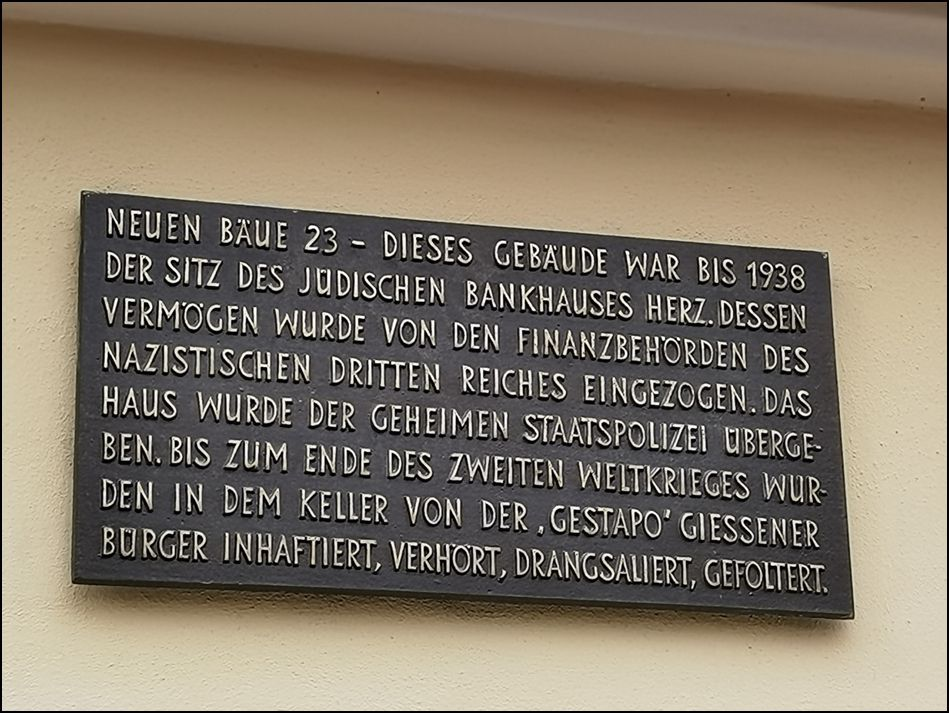 NEUEN BÄUE 23 – DIESES GEBÄUDE WAR BIS 1938
DER SITZ DES JÜDISCHEN BANKHAUSES HERZ. DESSEN
VERMÖGEN WURDE VON DEN FINANZBEHÖRDEN DES
NAZISTISCHEN DRITTEN REICHES EINGEZOGEN. DAS
HAUS WURDE DER GEHEIMEN STAATSPOLIZEI ÜBERGE-
BEN. BIS ZUM ENDE DES ZWEITEN WELTKRIEGES WUR-
DEN IN DEM KELLER VON DER ‚GESTAPO‘ GIESSENER
BÜRGER INHAFTIERT, VERHÖRT, DRANGSALIERT, GEFOLTERT.